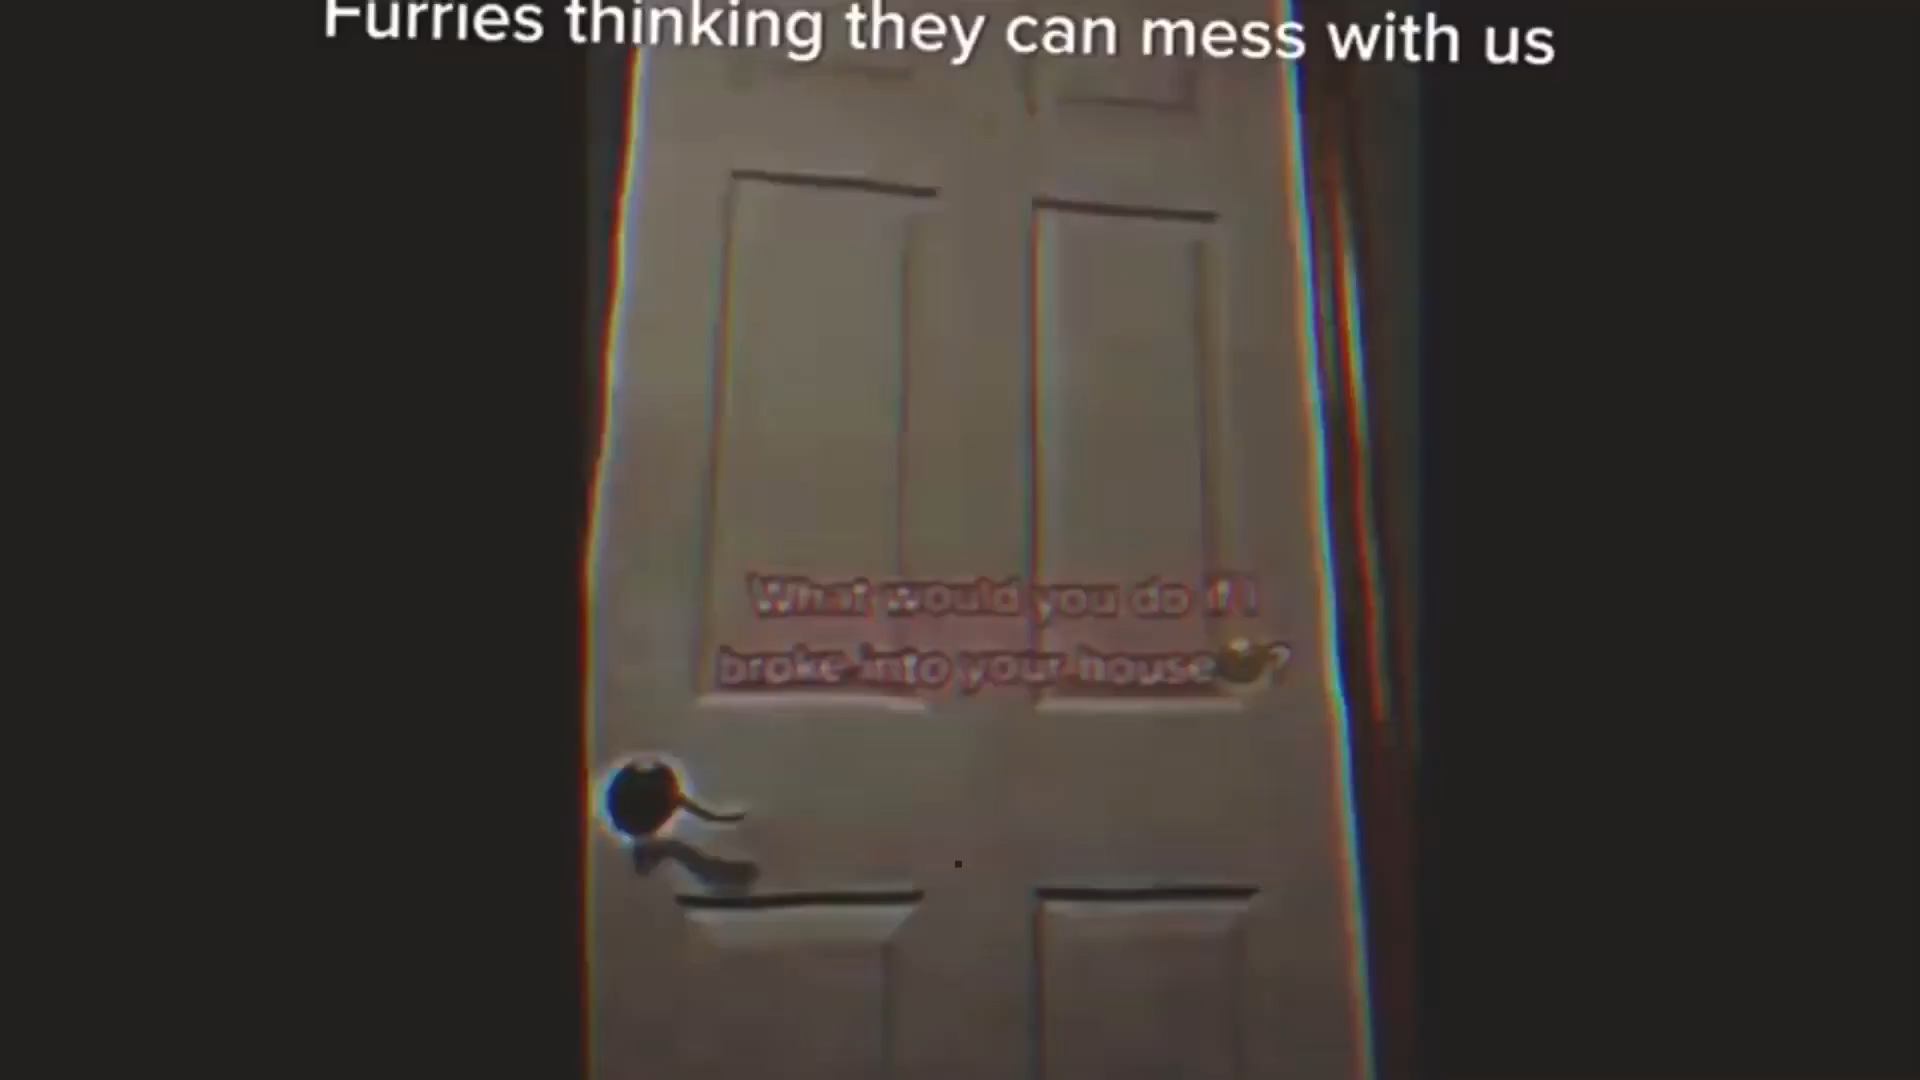 Furries thinking they can mess with us
What would you do if I
broke into your house?